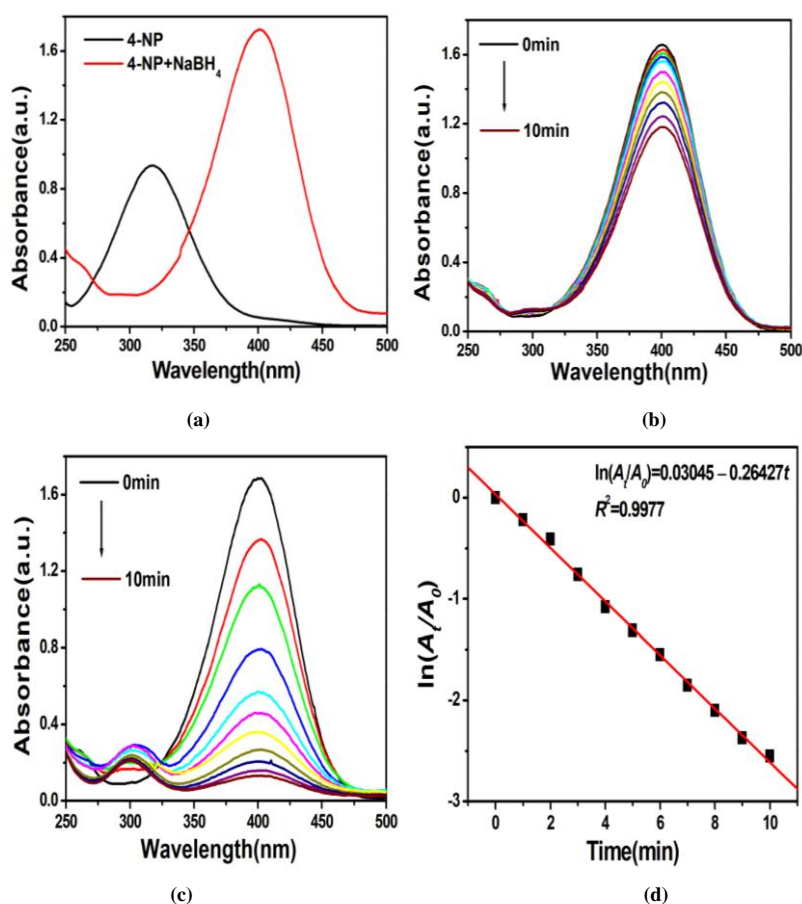 4-NP
4-NP+NaBH₄
Absorbance(a.u.)
1.6
1.2
0.8
0.4
0.0
250 300 350 400 450 500
Wavelength(nm)
(a)
0min
10min
Absorbance(a.u.)
1.6
1.2
0.8
0.4
0.0
250 300 350 400 450 500
Wavelength(nm)
(b)
0min
10min
Absorbance(a.u.)
1.6
1.2
0.8
0.4
0.0
250 300 350 400 450 500
Wavelength(nm)
(c)
ln(Aₜ/A₀)=0.03045 – 0.26427t
R²=0.9977
ln(Aₜ/A₀)
0
-1
-2
-3
0 2 4 6 8 10
Time(min)
(d)